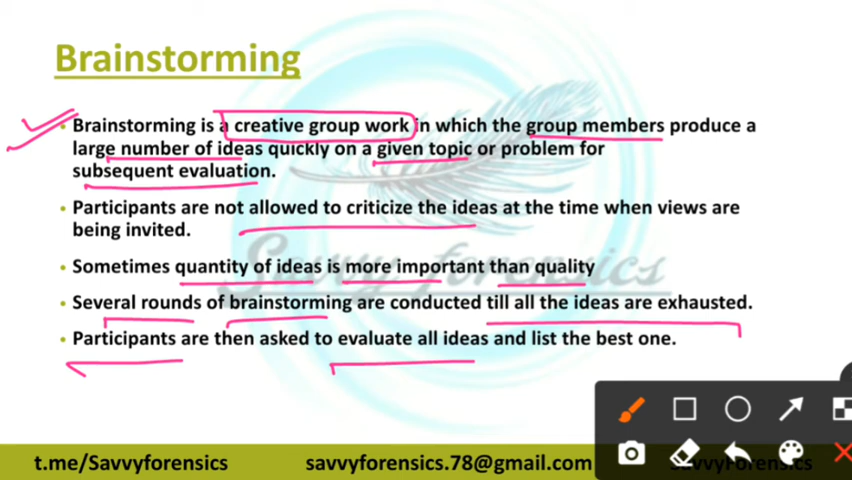 Brainstorming
• Brainstorming is a creative group work in which the group members produce a
large number of ideas quickly on a given topic or problem for
subsequent evaluation.
• Participants are not allowed to criticize the ideas at the time when views are
being invited.
• Sometimes quantity of ideas is more important than quality
• Several rounds of brainstorming are conducted till all the ideas are exhausted.
• Participants are then asked to evaluate all ideas and list the best one.
Savvy forensics
t.me/Savvyforensics savvyforensics.78@gmail.com SavvyForensics